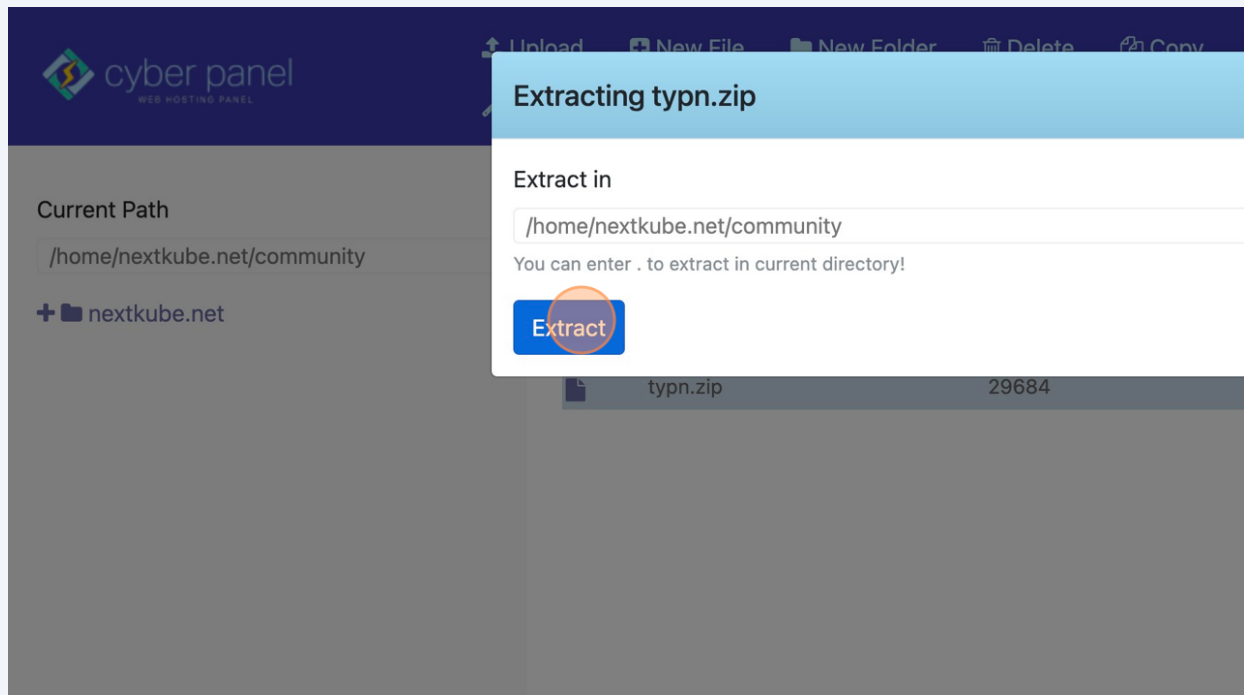 cyber panel
WEB HOSTING PANEL
Upload New File New Folder Delete Copy
Extracting typn.zip
Extract in
/home/nextkube.net/community
You can enter . to extract in current directory!
Extract
Current Path
/home/nextkube.net/community
nextkube.net
typn.zip 29684